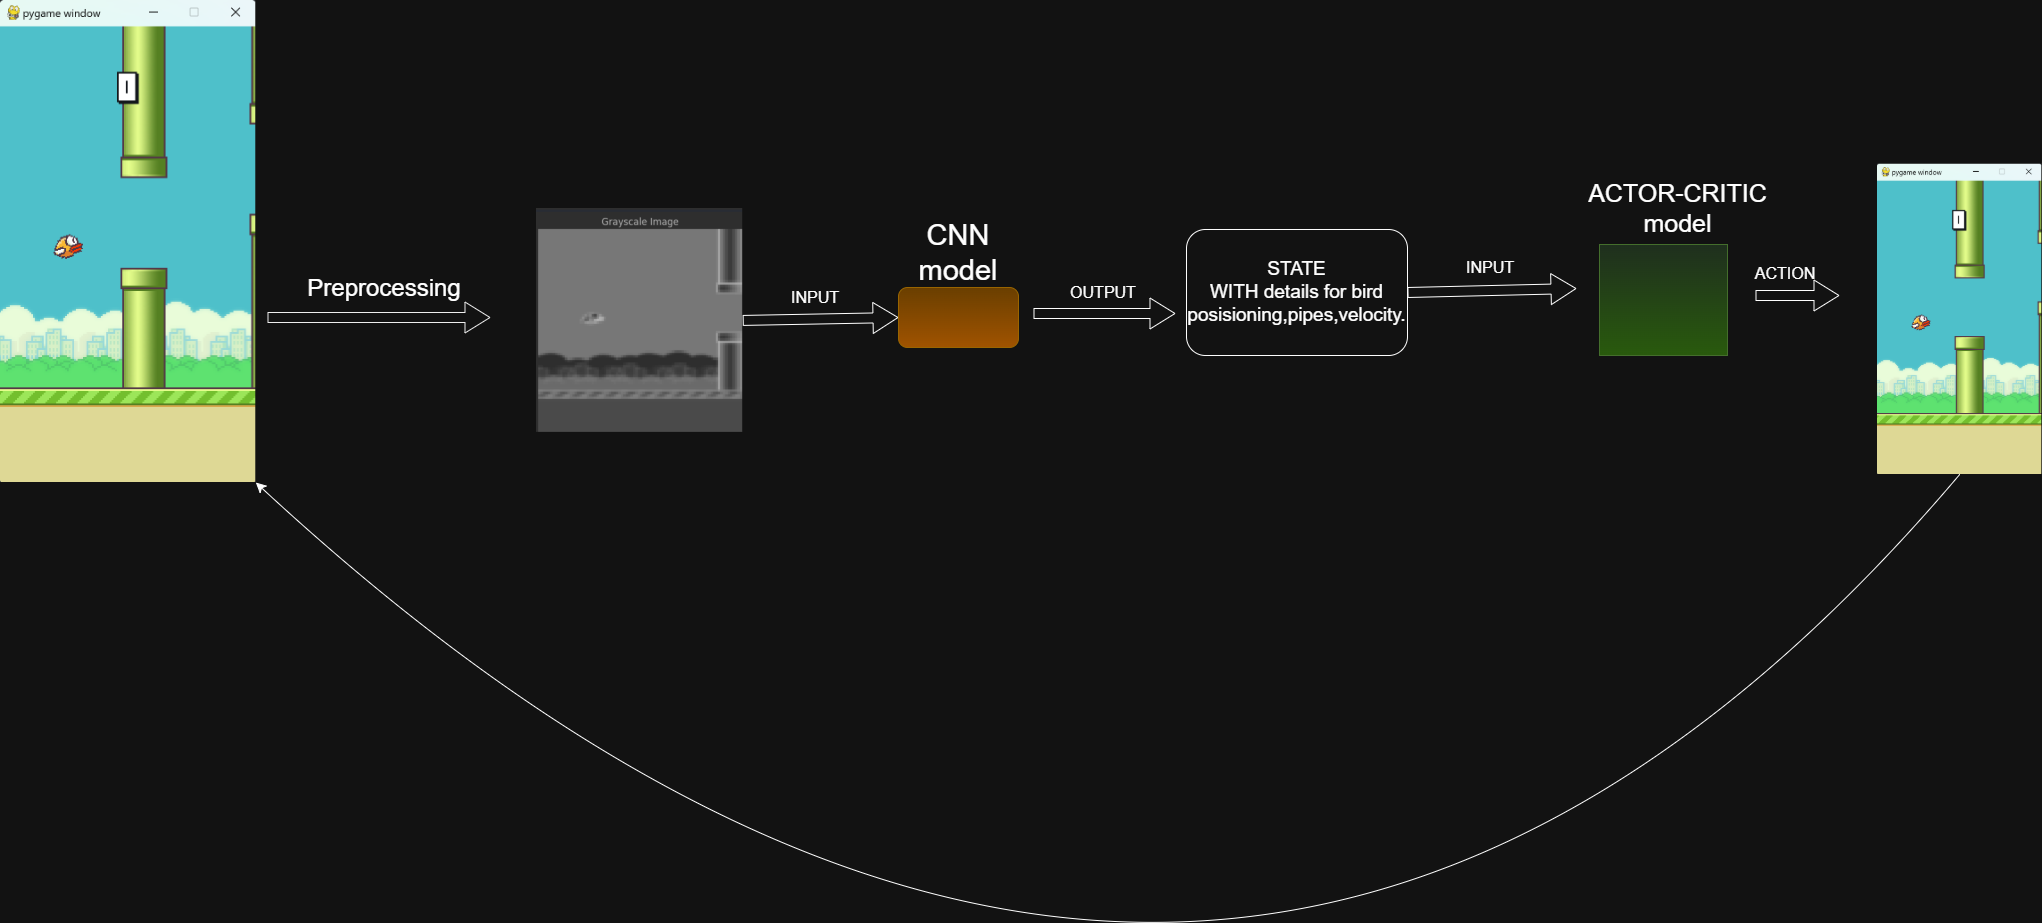 pygame window
I
Preprocessing
Grayscale Image
INPUT
CNN
model
OUTPUT
STATE
WITH details for bird
posisioning,pipes,velocity.
INPUT
ACTOR-CRITIC
model
ACTION
pygame window
I